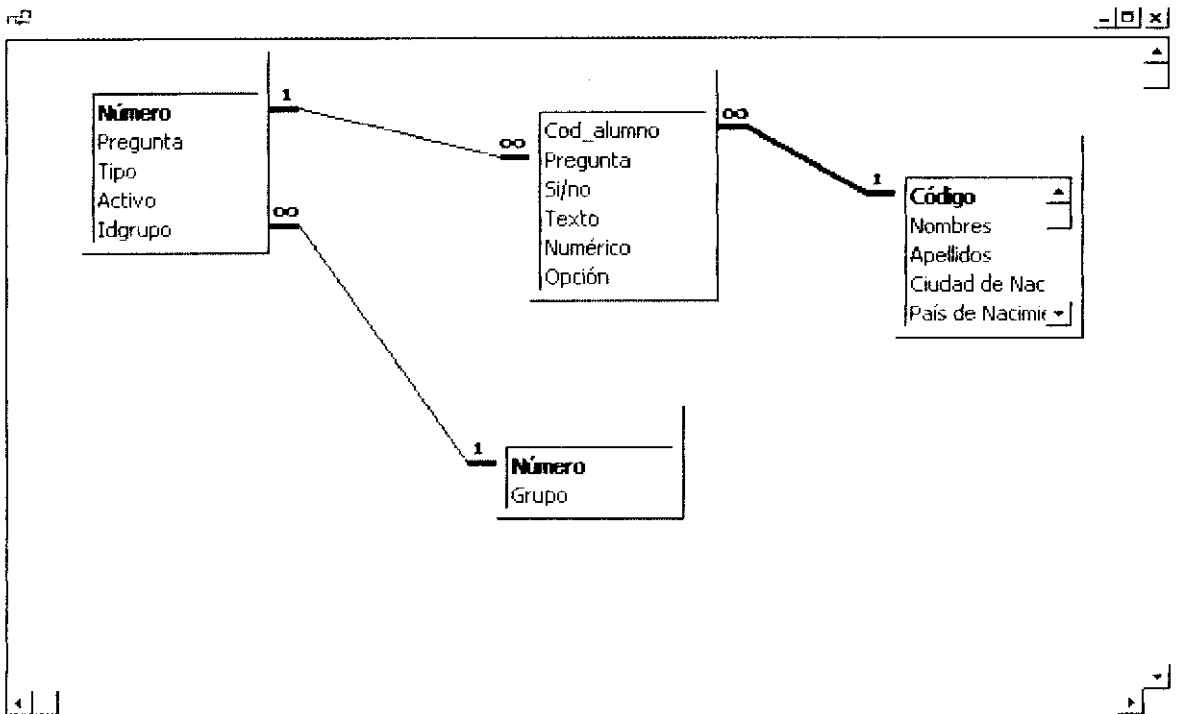 1
Número
Pregunta
Tipo
Activo
Idgrupo
∞
∞
Cod_alumno
Pregunta
Si/no
Texto
Numérico
Opción
∞
1
Código
Nombres
Apellidos
Ciudad de Nac
País de Nacimie
1
Número
Grupo